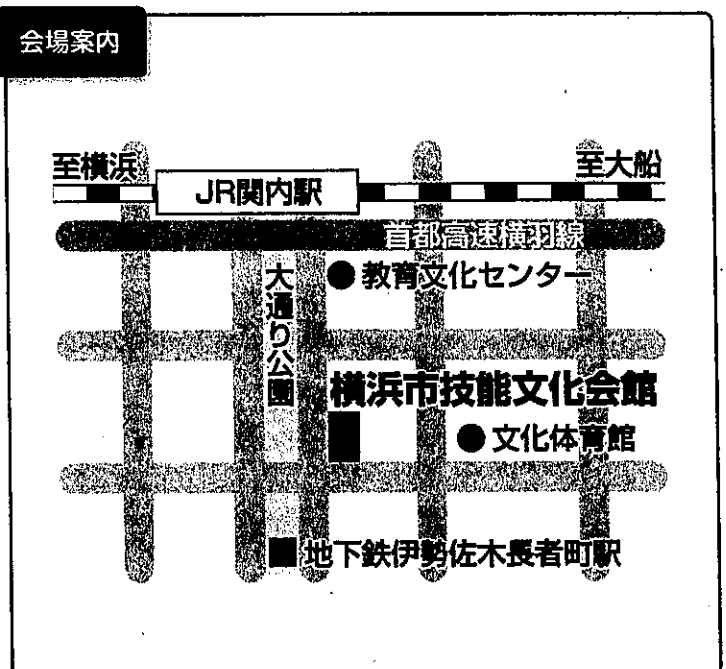 会場案内
至横浜
JR関内駅
至大船
首都高速横羽線
大通り公園
教育文化センター
横浜市技能文化会館
文化体育館
地下鉄伊勢佐木長者町駅